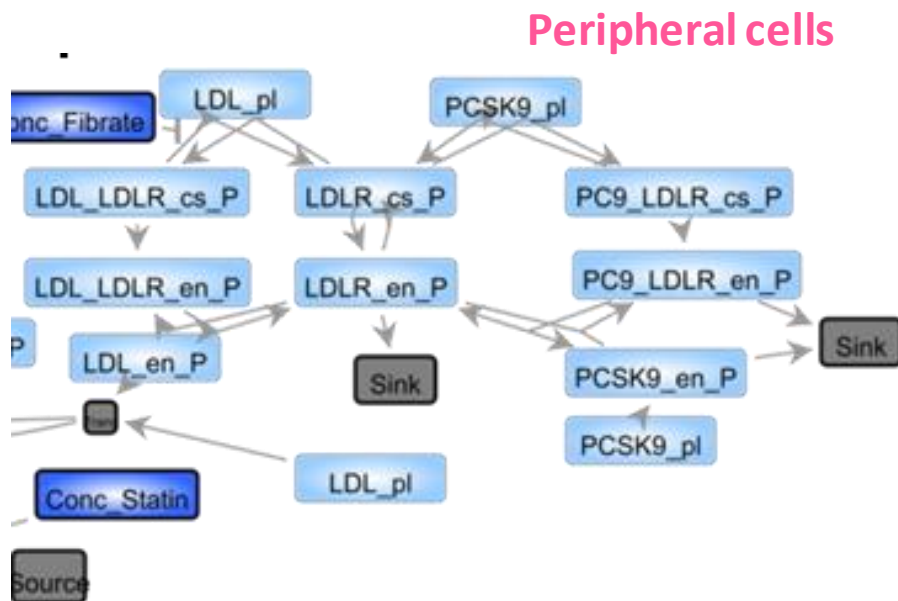 Peripheral cells
LDL_pl
PCSK9_pl
onc_Fibrate
LDL_LDLR_cs_P
LDLR_cs_P
PC9_LDLR_cs_P
LDL_LDLR_en_P
LDLR_en_P
PC9_LDLR_en_P
P
LDL_en_P
Sink
Sink
PCSK9_en_P
PCSK9_pl
LDL_pl
Conc_Statin
Source